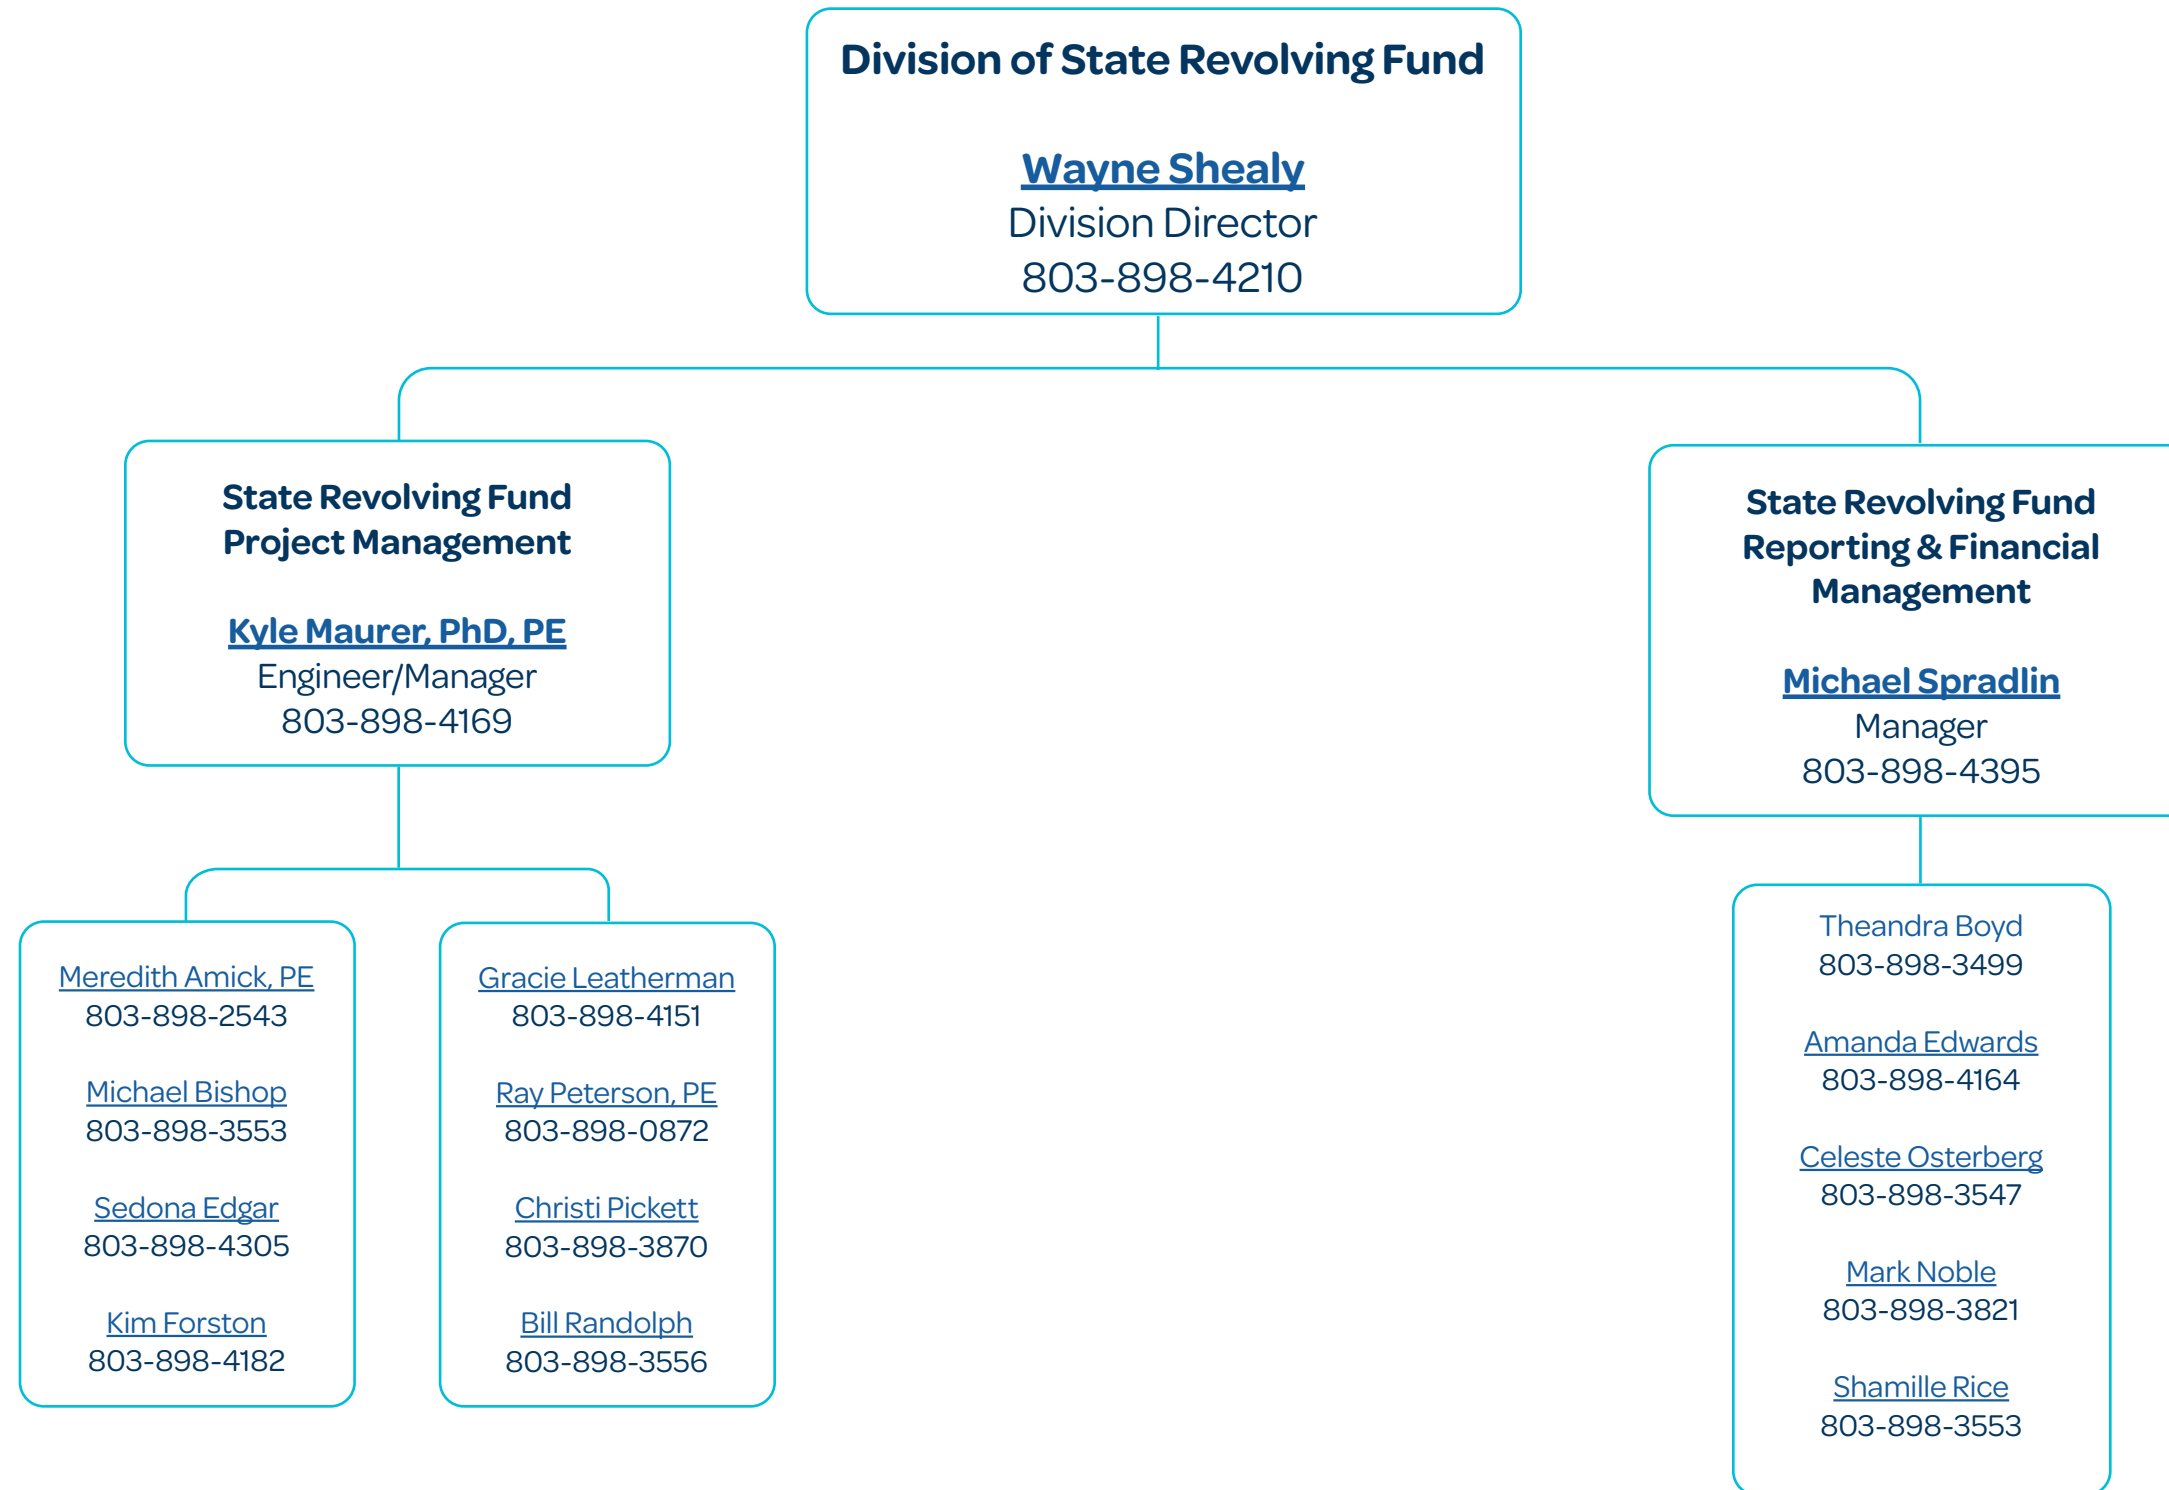 Division of State Revolving Fund
Wayne Shealy
Division Director
803-898-4210
State Revolving Fund
Project Management
Kyle Maurer, PhD, PE
Engineer/Manager
803-898-4169
State Revolving Fund
Reporting & Financial
Management
Michael Spradlin
Manager
803-898-4395
Meredith Amick, PE
803-898-2543
Michael Bishop
803-898-3553
Sedona Edgar
803-898-4305
Kim Forston
803-898-4182
Gracie Leatherman
803-898-4151
Ray Peterson, PE
803-898-0872
Christi Pickett
803-898-3870
Bill Randolph
803-898-3556
Theandra Boyd
803-898-3499
Amanda Edwards
803-898-4164
Celeste Osterberg
803-898-3547
Mark Noble
803-898-3821
Shamille Rice
803-898-3553